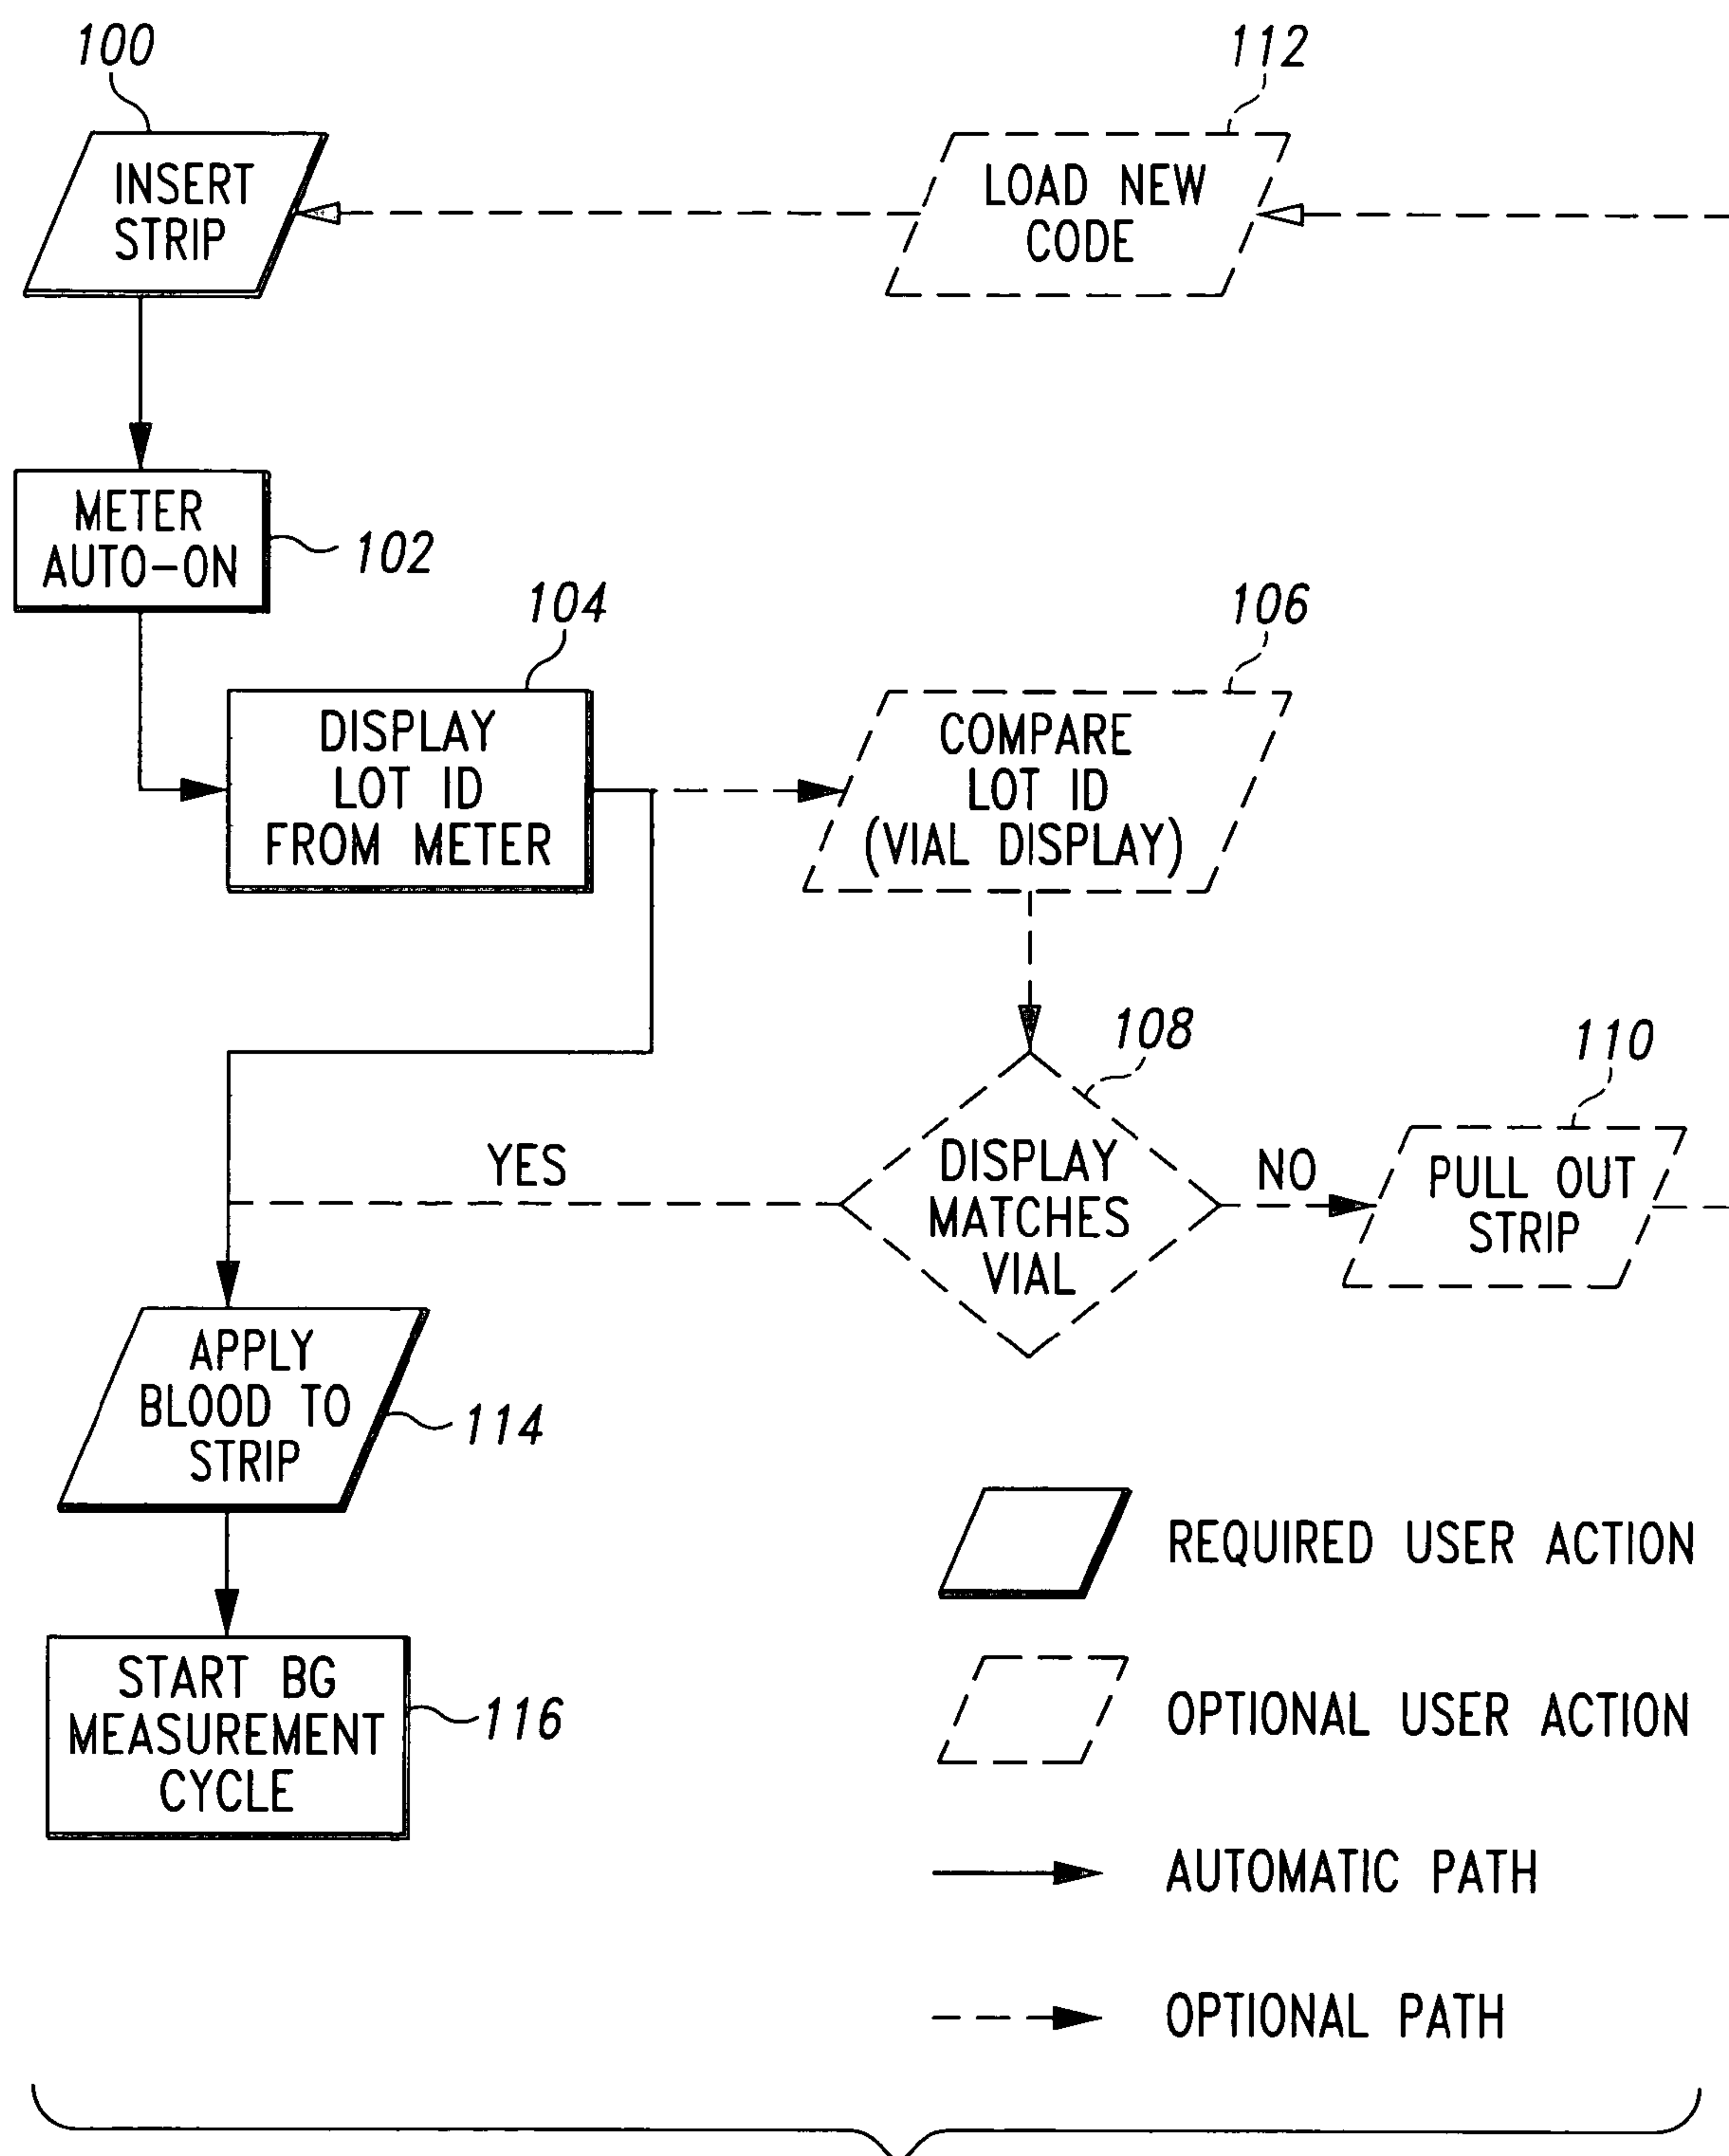 100
112
INSERT
STRIP
LOAD NEW
CODE
METER
AUTO-ON
102
104
106
DISPLAY
LOT ID
FROM METER
COMPARE
LOT ID
(VIAL DISPLAY)
108
110
YES
DISPLAY
MATCHES
VIAL
NO
PULL OUT
STRIP
APPLY
BLOOD TO
STRIP
114
REQUIRED USER ACTION
START BG
MEASUREMENT
CYCLE
116
OPTIONAL USER ACTION
AUTOMATIC PATH
OPTIONAL PATH